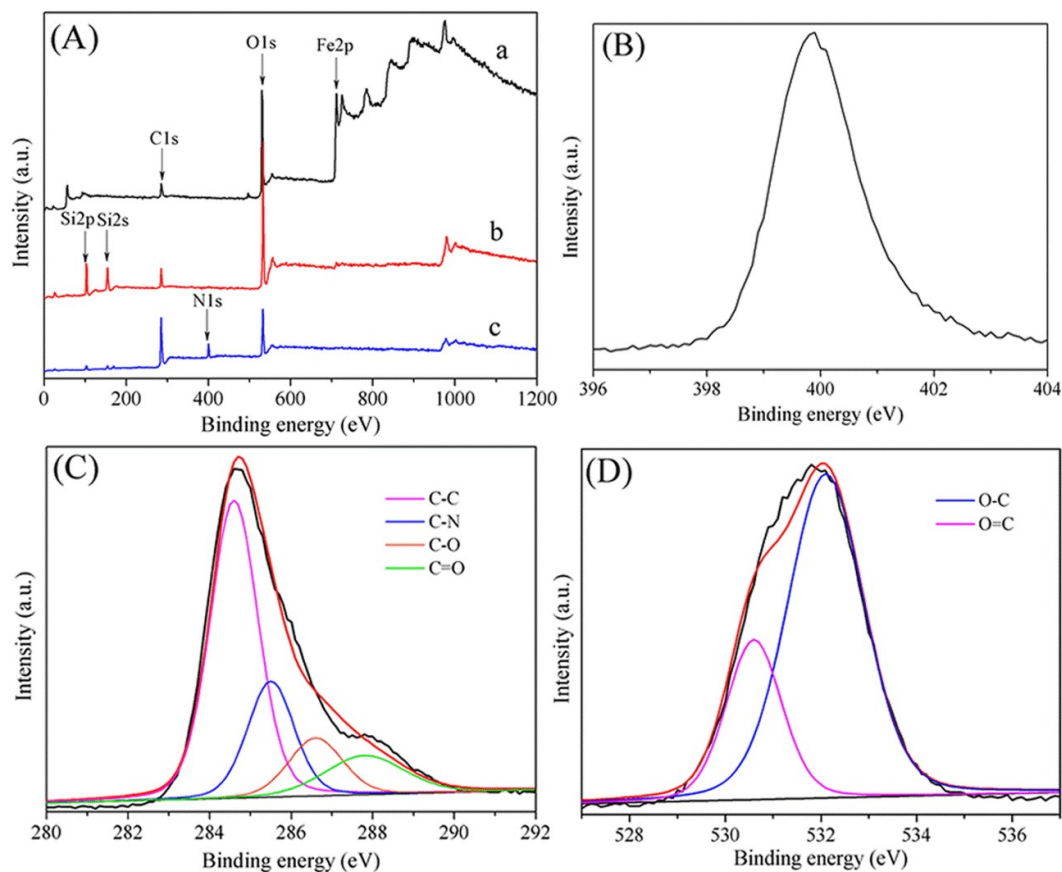 (A)
O1s
Fe2p
a
C1s
Si2p
Si2s
b
N1s
c
Intensity (a.u.)
0 200 400 600 800 1000 1200
Binding energy (eV)
(B)
Intensity (a.u.)
396 398 400 402 404
Binding energy (eV)
(C)
C-C
C-N
C-O
C=O
Intensity (a.u.)
280 282 284 286 288 290 292
Binding energy (eV)
(D)
O-C
O=C
Intensity (a.u.)
528 530 532 534 536
Binding energy (eV)